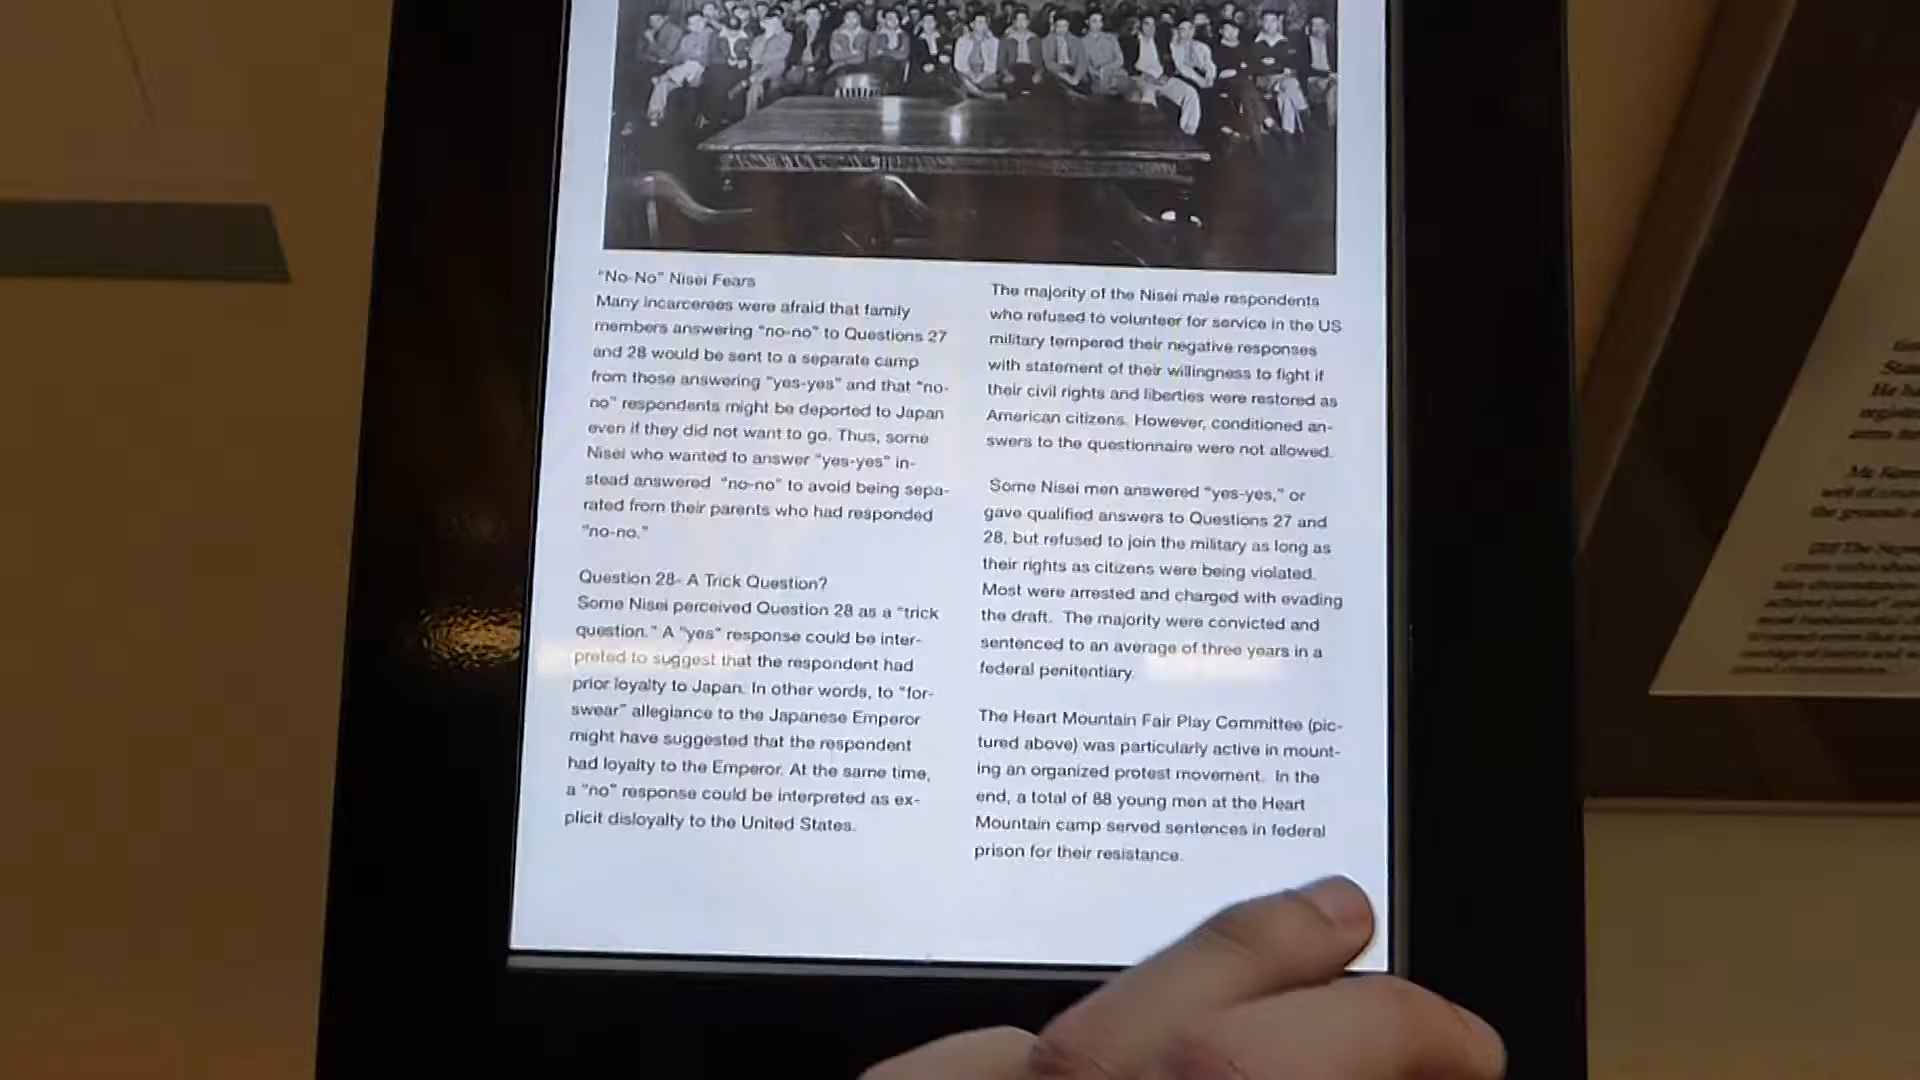 "No-No" Nisei Fears
Many incarcerees were afraid that family
members answering "no-no" to Questions 27
and 28 would be sent to a separate camp
from those answering "yes-yes" and that "no-
no" respondents might be deported to Japan
even if they did not want to go. Thus, some
Nisei who wanted to answer "yes-yes" in-
stead answered "no-no" to avoid being sepa-
rated from their parents who had responded
"no-no."
Question 28- A Trick Question?
Some Nisei perceived Question 28 as a "trick
question." A "yes" response could be inter-
preted to suggest that the respondent had
prior loyalty to Japan. In other words, to "for-
swear" allegiance to the Japanese Emperor
might have suggested that the respondent
had loyalty to the Emperor. At the same time,
a "no" response could be interpreted as ex-
plicit disloyalty to the United States.
The majority of the Nisei male respondents
who refused to volunteer for service in the US
military tempered their negative responses
with statement of their willingness to fight if
their civil rights and liberties were restored as
American citizens. However, conditioned an-
swers to the questionnaire were not allowed.
Some Nisei men answered "yes-yes," or
gave qualified answers to Questions 27 and
28, but refused to join the military as long as
their rights as citizens were being violated.
Most were arrested and charged with evading
the draft. The majority were convicted and
sentenced to an average of three years in a
federal penitentiary.
The Heart Mountain Fair Play Committee (pic-
tured above) was particularly active in mount-
ing an organized protest movement. In the
end, a total of 88 young men at the Heart
Mountain camp served sentences in federal
prison for their resistance.